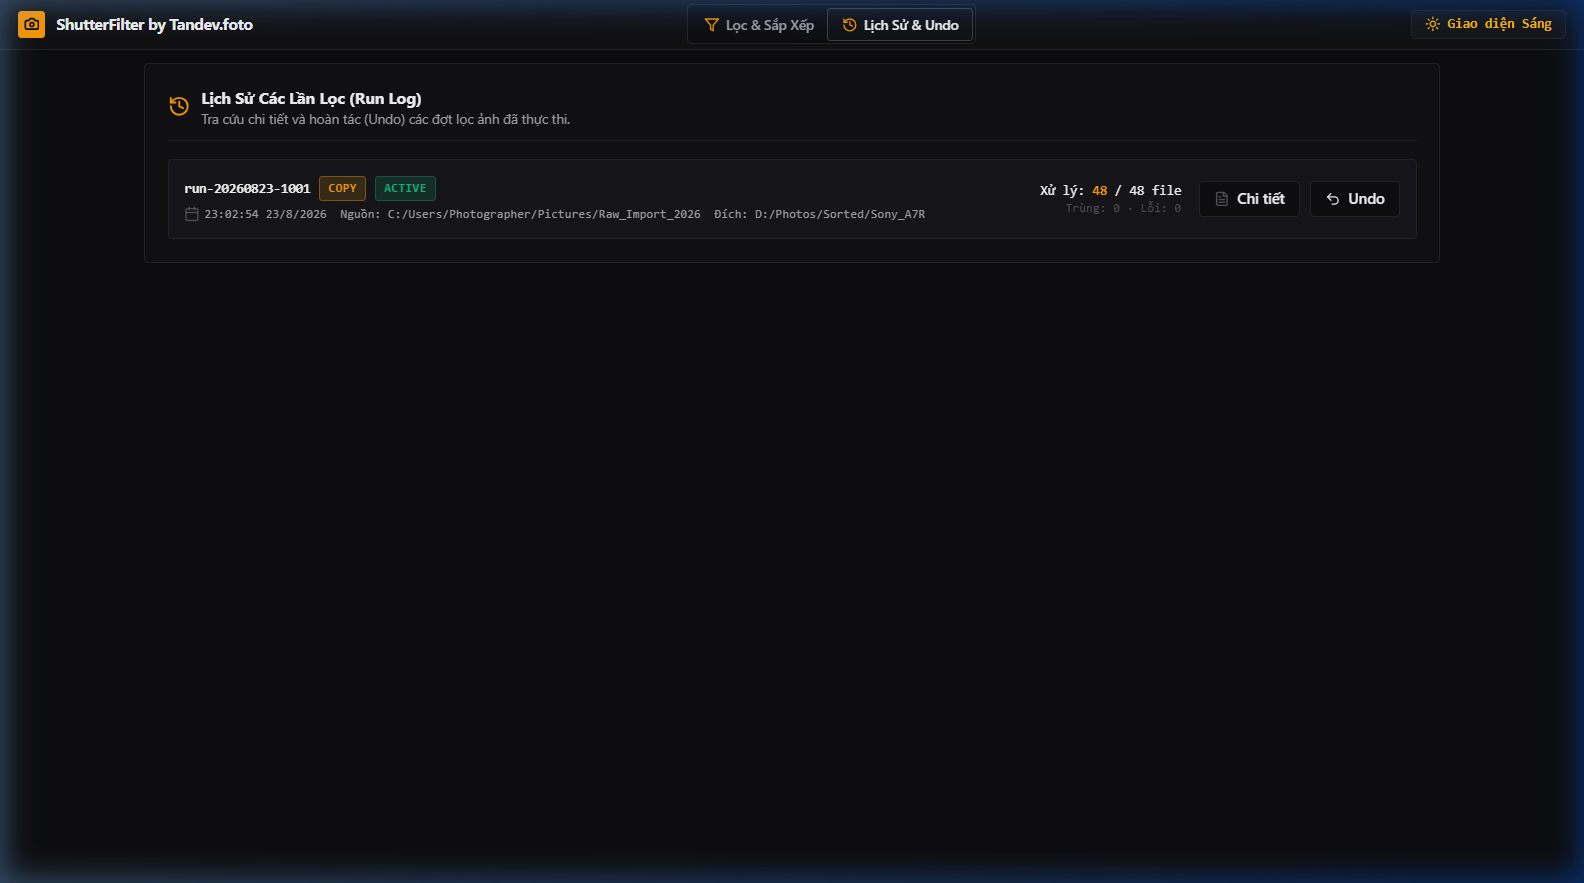 ShutterFilter by Tandev.foto
Lọc & Sắp Xếp
Lịch Sử & Undo
Giao diện Sáng
Lịch Sử Các Lần Lọc (Run Log)
Tra cứu chi tiết và hoàn tác (Undo) các đợt lọc ảnh đã thực thi.
run-20260823-1001 COPY ACTIVE
23:02:54 23/8/2026 Nguồn: C:/Users/Photographer/Pictures/Raw_Import_2026 Đích: D:/Photos/Sorted/Sony_A7R
Xử lý: 48 / 48 file
Trùng: 0 · Lỗi: 0
Chi tiết
Undo